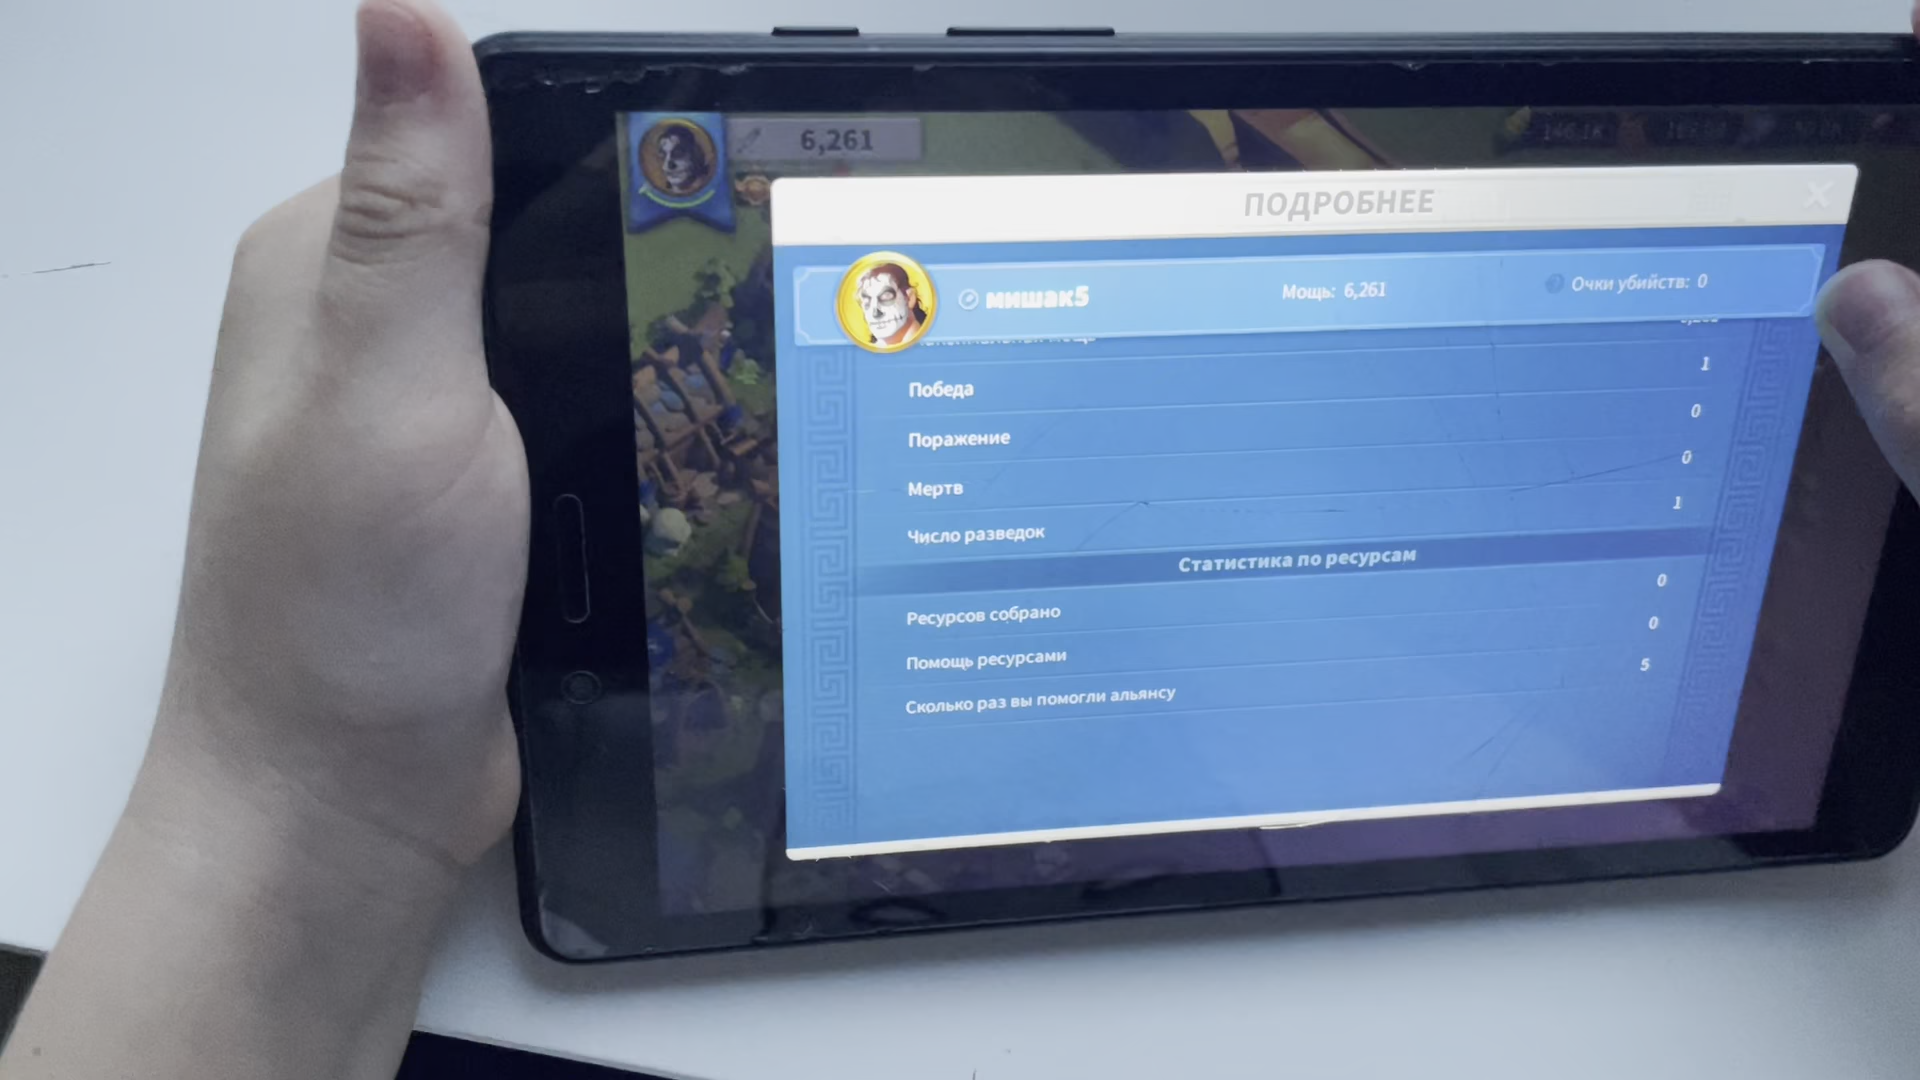 6,261
ПОДРОБНЕЕ
мишак5
Мощь: 6,261
Очки убийств: 0
Победа 1
Поражение 0
Мертв 0
Число разведок 1
Статистика по ресурсам
Ресурсов собрано 0
Помощь ресурсами 0
Сколько раз вы помогли альянсу 5